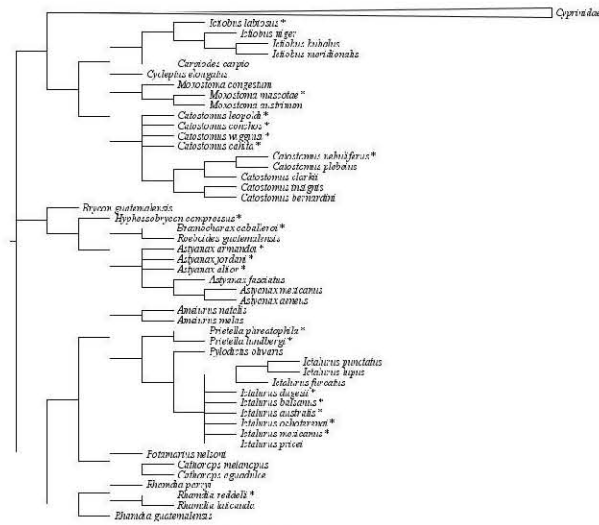 Cyprinidae
Ictiobus labiosus *
Ictiobus niger
Ictiobus bubalus
Ictiobus meridionalis
Carpiodes carpio
Cycleptus elongatus
Moxostoma congestum
Moxostoma mascotae *
Moxostoma austrinum
Catostomus leopoldi *
Catostomus conchos *
Catostomus wigginsi *
Catostomus cahita *
Catostomus nebuliferus *
Catostomus plebeius
Catostomus clarkii
Catostomus insignis
Catostomus bernardini
Brycon guatemalensis
Hyphessobrycon compressus *
Bramocharax caballeroi *
Roeboides guatemalensis
Astyanax armandoi *
Astyanax jordani *
Astyanax altior *
Astyanax fasciatus
Astyanax mexicanus
Astyanax aeneus
Ameiurus natalis
Ameiurus melas
Prietella phreatophila *
Prietella lundbergi *
Pylodictis olivaris
Ictalurus punctatus
Ictalurus lupus
Ictalurus furcatus
Ictalurus dugesii *
Ictalurus balsanus *
Ictalurus australis *
Ictalurus ochoterenai *
Ictalurus mexicanus *
Ictalurus pricei
Potamarius nelsoni
Cathorops melanopus
Cathorops aguadulce
Rhamdia parryi
Rhamdia reddelli *
Rhamdia laticauda
Rhamdia guatemalensis